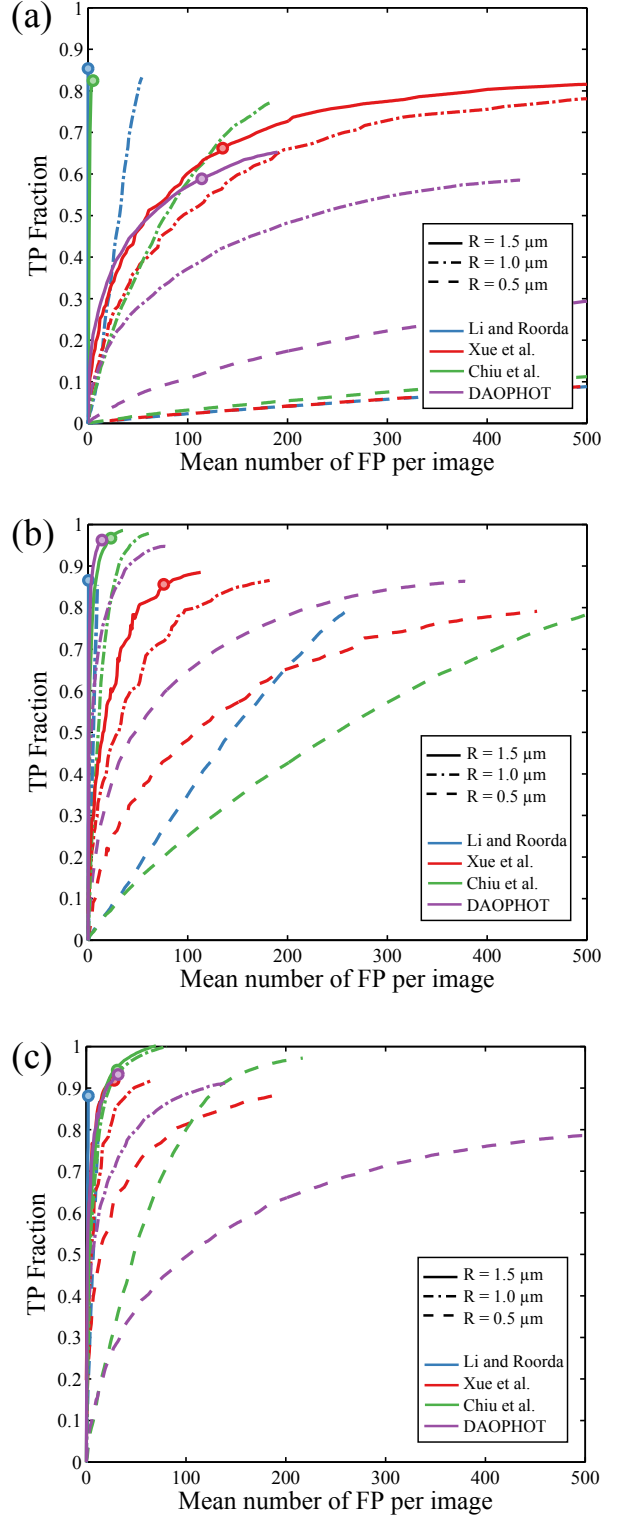 (a)
1
0.9
0.8
0.7
0.6
0.5
0.4
0.3
0.2
0.1
0
TP Fraction
R = 1.5 µm
R = 1.0 µm
R = 0.5 µm
Li and Roorda
Xue et al.
Chiu et al.
DAOPHOT
0 100 200 300 400 500
Mean number of FP per image
(b)
1
0.9
0.8
0.7
0.6
0.5
0.4
0.3
0.2
0.1
0
TP Fraction
R = 1.5 µm
R = 1.0 µm
R = 0.5 µm
Li and Roorda
Xue et al.
Chiu et al.
DAOPHOT
0 100 200 300 400 500
Mean number of FP per image
(c)
1
0.9
0.8
0.7
0.6
0.5
0.4
0.3
0.2
0.1
0
TP Fraction
R = 1.5 µm
R = 1.0 µm
R = 0.5 µm
Li and Roorda
Xue et al.
Chiu et al.
DAOPHOT
0 100 200 300 400 500
Mean number of FP per image